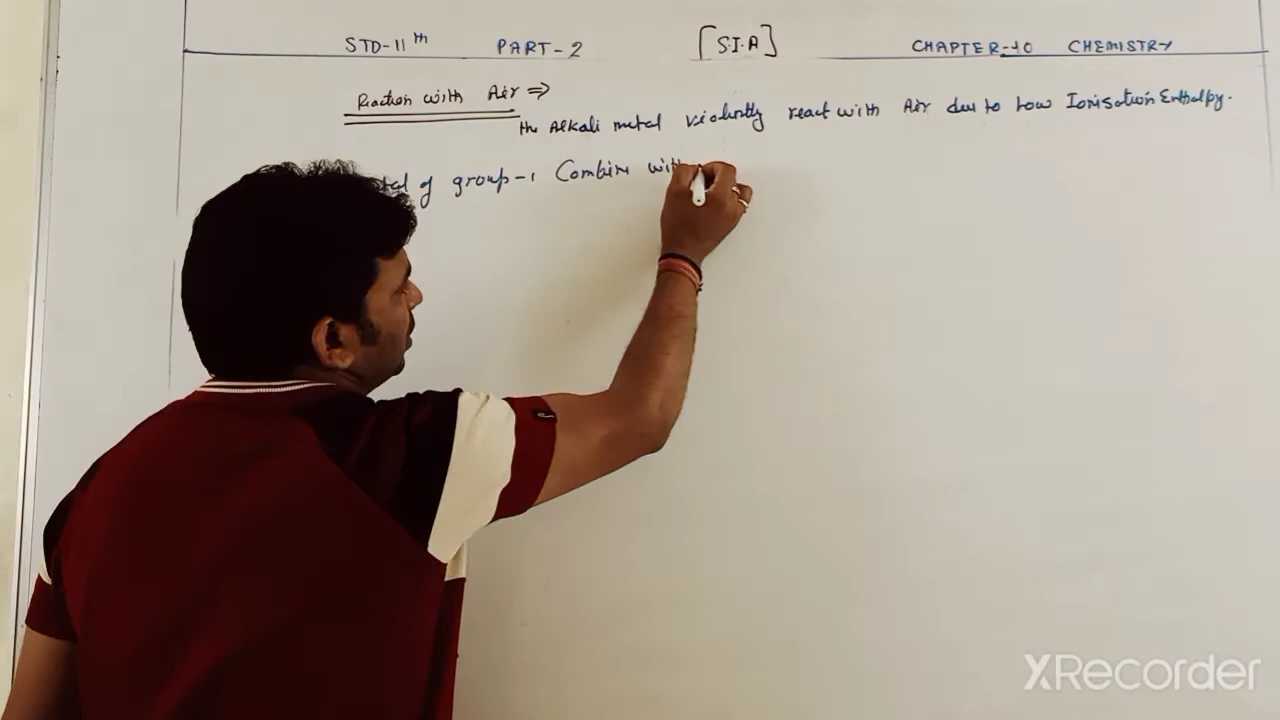 STD-11th PART-2 [S.I.A] CHAPTER-10 CHEMISTRY
Reaction with Air ⇒
the Alkali metal violently react with Air due to low Ionisation Enthalpy.
of group-1 Combine with
XRecorder